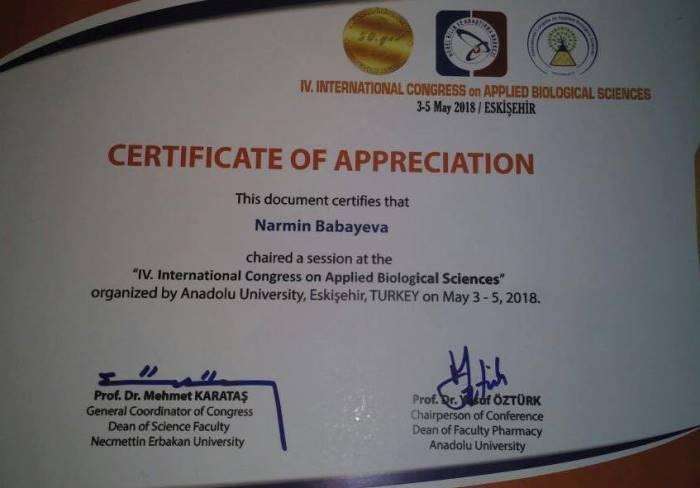 50.yıl
IV. INTERNATIONAL CONGRESS on APPLIED BIOLOGICAL SCIENCES
3-5 May 2018 / ESKİŞEHİR
CERTIFICATE OF APPRECIATION
This document certifies that
Narmin Babayeva
chaired a session at the
"IV. International Congress on Applied Biological Sciences"
organized by Anadolu University, Eskişehir, TURKEY on May 3 - 5, 2018.
Prof. Dr. Mehmet KARATAŞ
General Coordinator of Congress
Dean of Science Faculty
Necmettin Erbakan University
Prof. Dr. Yusuf ÖZTÜRK
Chairperson of Conference
Dean of Faculty Pharmacy
Anadolu University